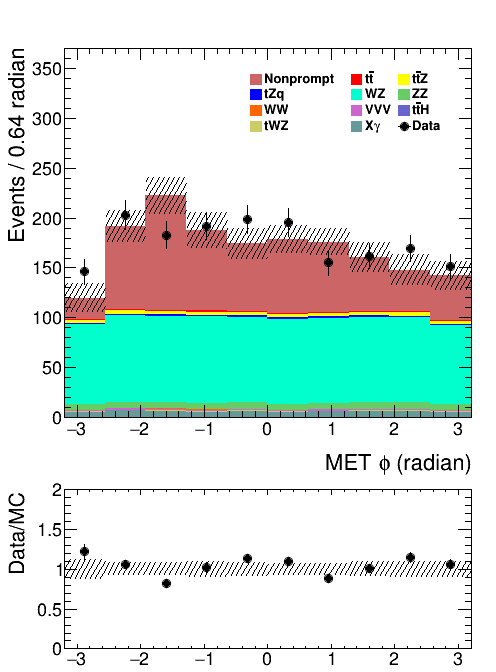 Events / 0.64 radian
350
300
250
200
150
100
50
0
Nonprompt tt̄ tt̄Z
tZq WZ ZZ
WW VVV tt̄H
tWZ Xγ Data
−3 −2 −1 0 1 2 3
MET ϕ (radian)
Data/MC
2
1.5
1
0.5
0
−3 −2 −1 0 1 2 3